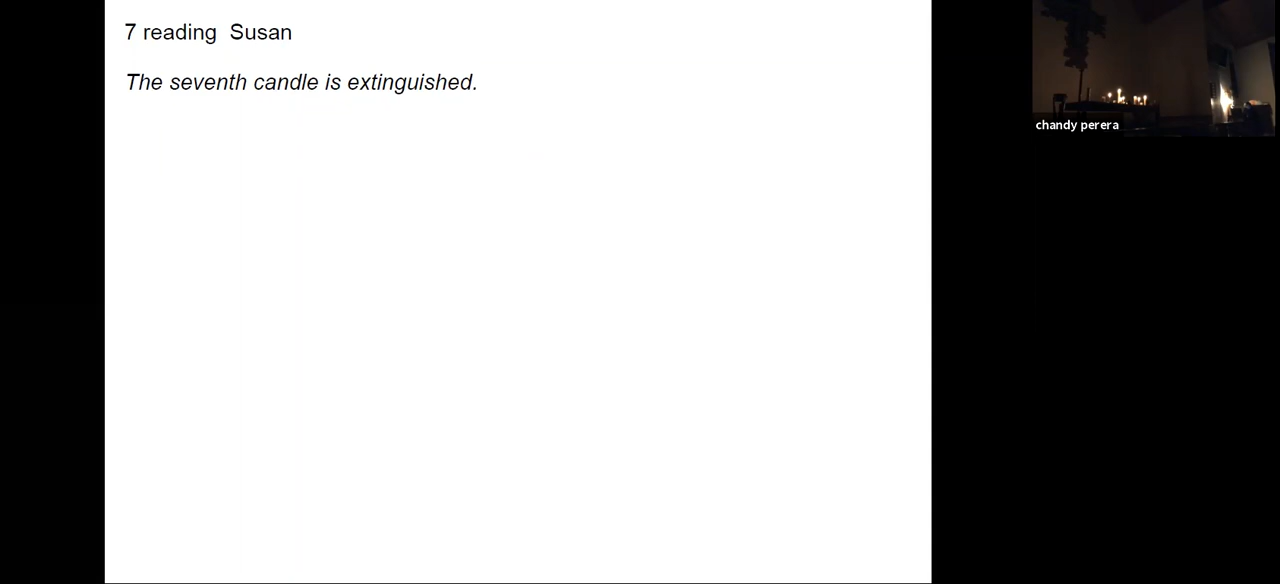 7 reading  Susan
The seventh candle is extinguished.
chandy perera